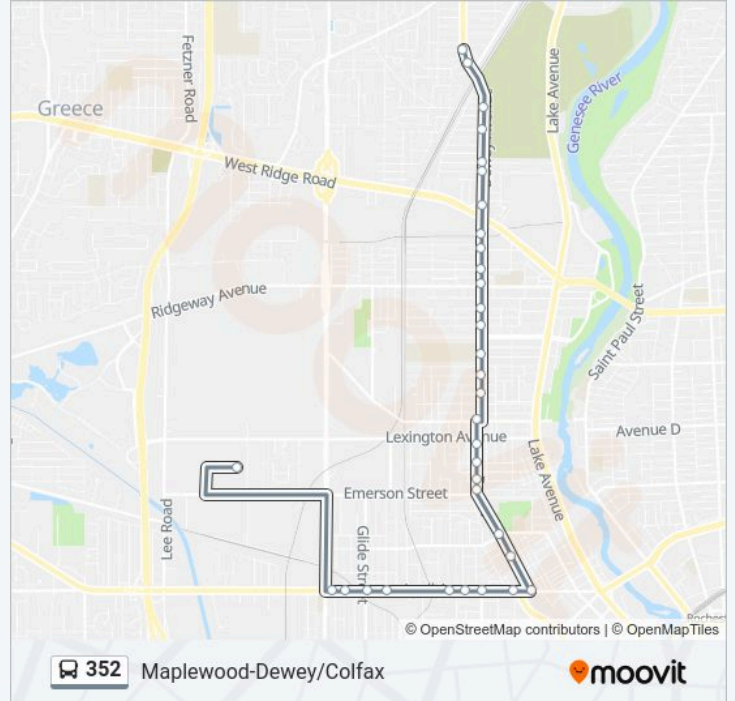 Fetzner Road
Lake Avenue
Genesee River
Greece
West Ridge Road
Ridgeway Avenue
Saint Paul Street
Lexington Avenue
Avenue D
Lake Avenue
Emerson Street
Lee Road
Glide Street
© OpenStreetMap contributors | © OpenMapTiles
352 Maplewood-Dewey/Colfax
moovit